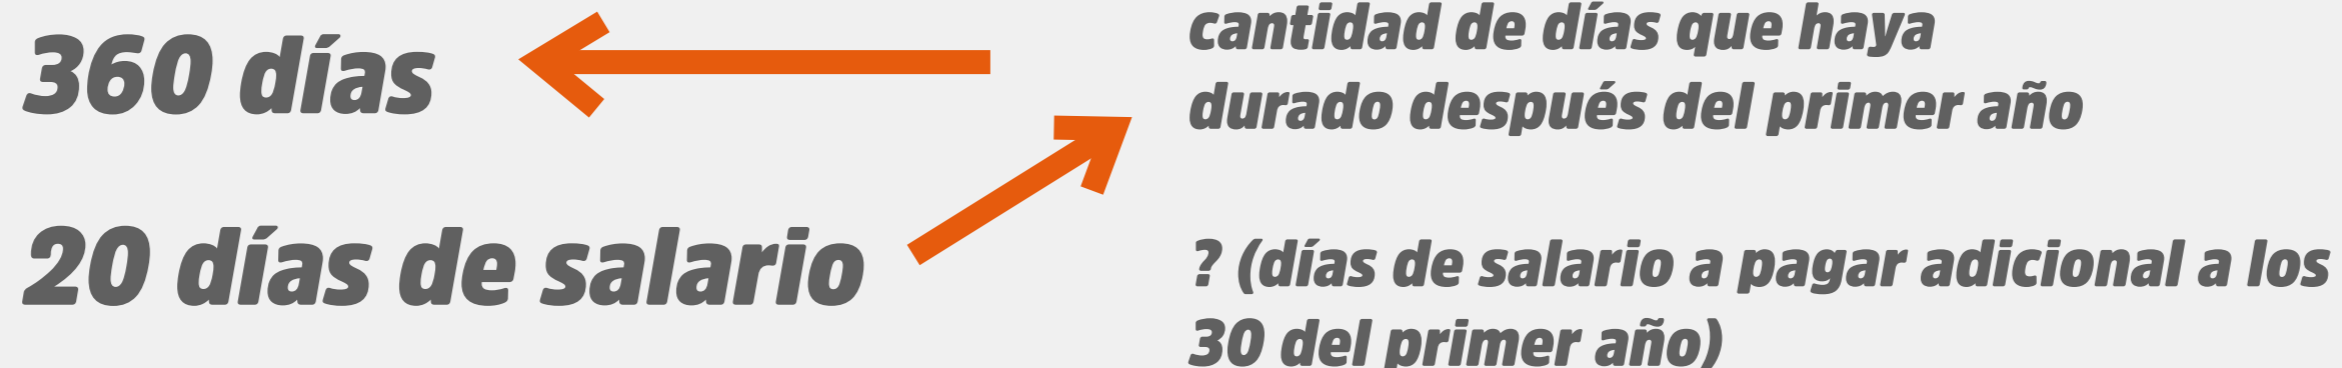 360 días
20 días de salario
cantidad de días que haya
durado después del primer año
? (días de salario a pagar adicional a los
30 del primer año)